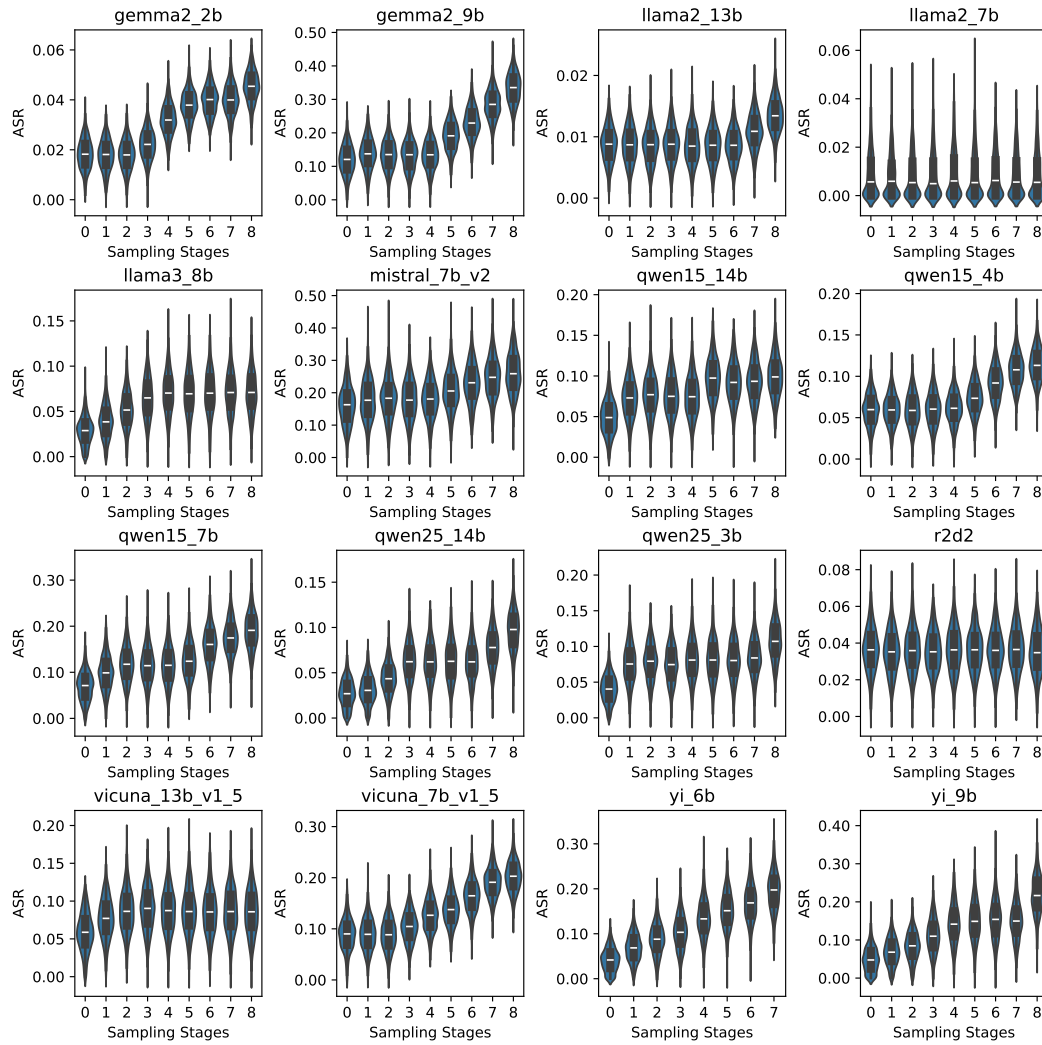 gemma2_2b gemma2_9b llama2_13b llama2_7b
0.06 0.50 0.06
0.40 0.02
0.04 0.30 0.04
ASR ASR ASR ASR
0.02 0.20 0.01 0.02
0.10
0.00 0.00 0.00 0.00
0 1 2 3 4 5 6 7 8 0 1 2 3 4 5 6 7 8 0 1 2 3 4 5 6 7 8 0 1 2 3 4 5 6 7 8
Sampling Stages Sampling Stages Sampling Stages Sampling Stages
llama3_8b mistral_7b_v2 qwen15_14b qwen15_4b
0.15 0.50 0.20 0.20
0.40 0.15 0.15
0.10 0.30 0.10 0.10
ASR ASR ASR ASR
0.05 0.20 0.05 0.05
0.10
0.00 0.00 0.00 0.00
0 1 2 3 4 5 6 7 8 0 1 2 3 4 5 6 7 8 0 1 2 3 4 5 6 7 8 0 1 2 3 4 5 6 7 8
Sampling Stages Sampling Stages Sampling Stages Sampling Stages
qwen15_7b qwen25_14b qwen25_3b r2d2
0.30 0.15 0.20 0.08
0.20 0.10 0.15 0.06
ASR ASR ASR ASR
0.10 0.04
0.10 0.05 0.05 0.02
0.00 0.00 0.00 0.00
0 1 2 3 4 5 6 7 8 0 1 2 3 4 5 6 7 8 0 1 2 3 4 5 6 7 8 0 1 2 3 4 5 6 7 8
Sampling Stages Sampling Stages Sampling Stages Sampling Stages
vicuna_13b_v1_5 vicuna_7b_v1_5 yi_6b yi_9b
0.20 0.30 0.30 0.40
0.15 0.20 0.20 0.30
ASR ASR ASR ASR
0.10 0.20
0.05 0.10 0.10 0.10
0.00 0.00 0.00 0.00
0 1 2 3 4 5 6 7 8 0 1 2 3 4 5 6 7 8 0 1 2 3 4 5 6 7 0 1 2 3 4 5 6 7 8
Sampling Stages Sampling Stages Sampling Stages Sampling Stages